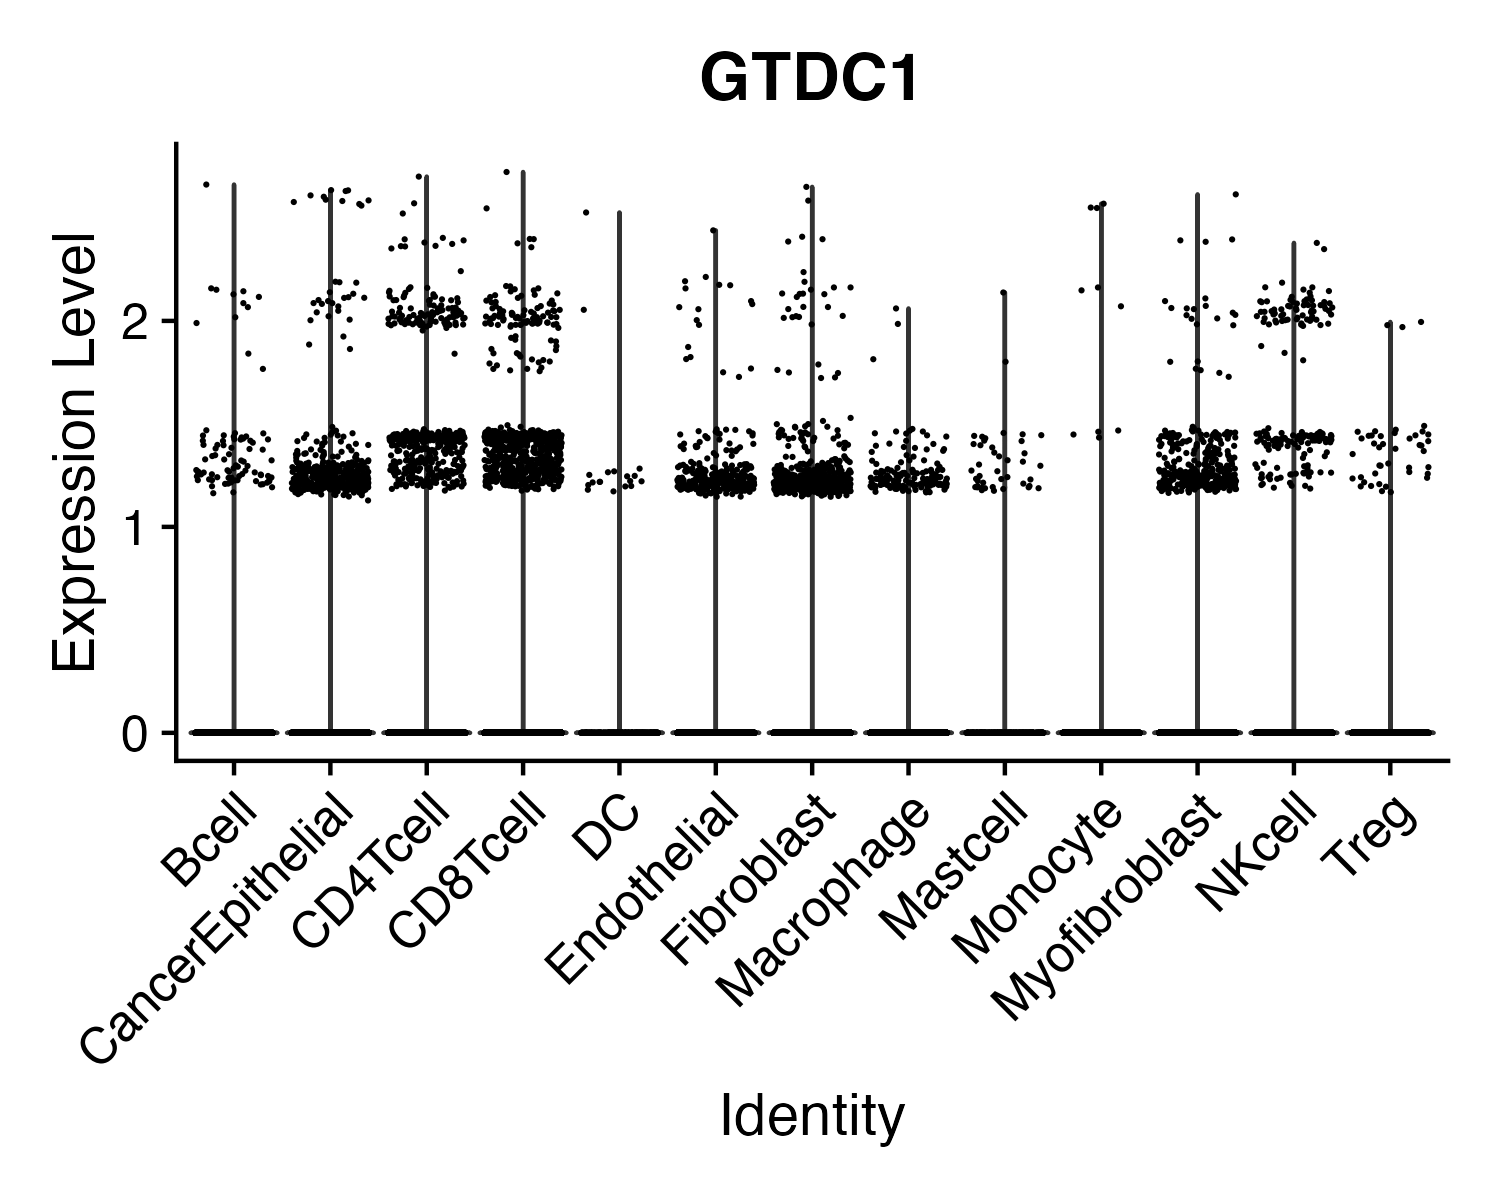 GTDC1
Expression Level
2
1
0
Bcell
CancerEpithelial
CD4Tcell
CD8Tcell
DC
Endothelial
Fibroblast
Macrophage
Mastcell
Monocyte
Myofibroblast
NKcell
Treg
Identity